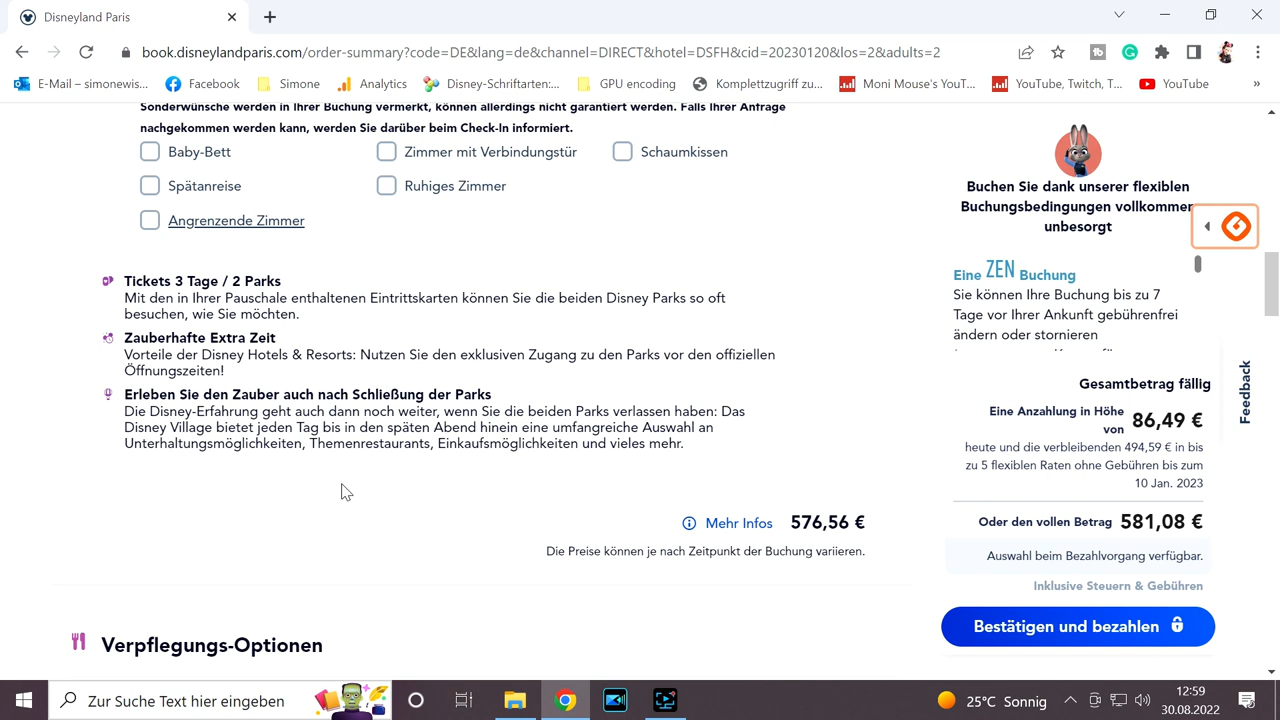 Disneyland Paris
book.disneylandparis.com/order-summary?code=DE&lang=de&channel=DIRECT&hotel=DSFH&cid=20230120&los=2&adults=2
E-Mail – simonewis...
Facebook
Simone
Analytics
Disney-Schriftarten:...
GPU encoding
Komplettzugriff zu...
Moni Mouse's YouT...
YouTube, Twitch, T...
YouTube
»
Sonderwünsche werden in Ihrer Buchung vermerkt, können allerdings nicht garantiert werden. Falls Ihrer Anfrage
nachgekommen werden kann, werden Sie darüber beim Check-In informiert.
Baby-Bett
Zimmer mit Verbindungstür
Schaumkissen
Spätanreise
Ruhiges Zimmer
Angrenzende Zimmer
Tickets 3 Tage / 2 Parks
Mit den in Ihrer Pauschale enthaltenen Eintrittskarten können Sie die beiden Disney Parks so oft
besuchen, wie Sie möchten.
Zauberhafte Extra Zeit
Vorteile der Disney Hotels & Resorts: Nutzen Sie den exklusiven Zugang zu den Parks vor den offiziellen
Öffnungszeiten!
Erleben Sie den Zauber auch nach Schließung der Parks
Die Disney-Erfahrung geht auch dann noch weiter, wenn Sie die beiden Parks verlassen haben: Das
Disney Village bietet jeden Tag bis in den späten Abend hinein eine umfangreiche Auswahl an
Unterhaltungsmöglichkeiten, Themenrestaurants, Einkaufsmöglichkeiten und vieles mehr.
Mehr Infos 576,56 €
Die Preise können je nach Zeitpunkt der Buchung variieren.
Verpflegungs-Optionen
Buchen Sie dank unserer flexiblen
Buchungsbedingungen vollkommen
unbesorgt
Eine ZEN Buchung
Sie können Ihre Buchung bis zu 7
Tage vor Ihrer Ankunft gebührenfrei
ändern oder stornieren
Gesamtbetrag fällig
Eine Anzahlung in Höhe
von 86,49 €
heute und die verbleibenden 494,59 € in bis
zu 5 flexiblen Raten ohne Gebühren bis zum
10 Jan. 2023
Oder den vollen Betrag 581,08 €
Auswahl beim Bezahlvorgang verfügbar.
Inklusive Steuern & Gebühren
Bestätigen und bezahlen
Feedback
Zur Suche Text hier eingeben
25°C Sonnig
12:59
30.08.2022